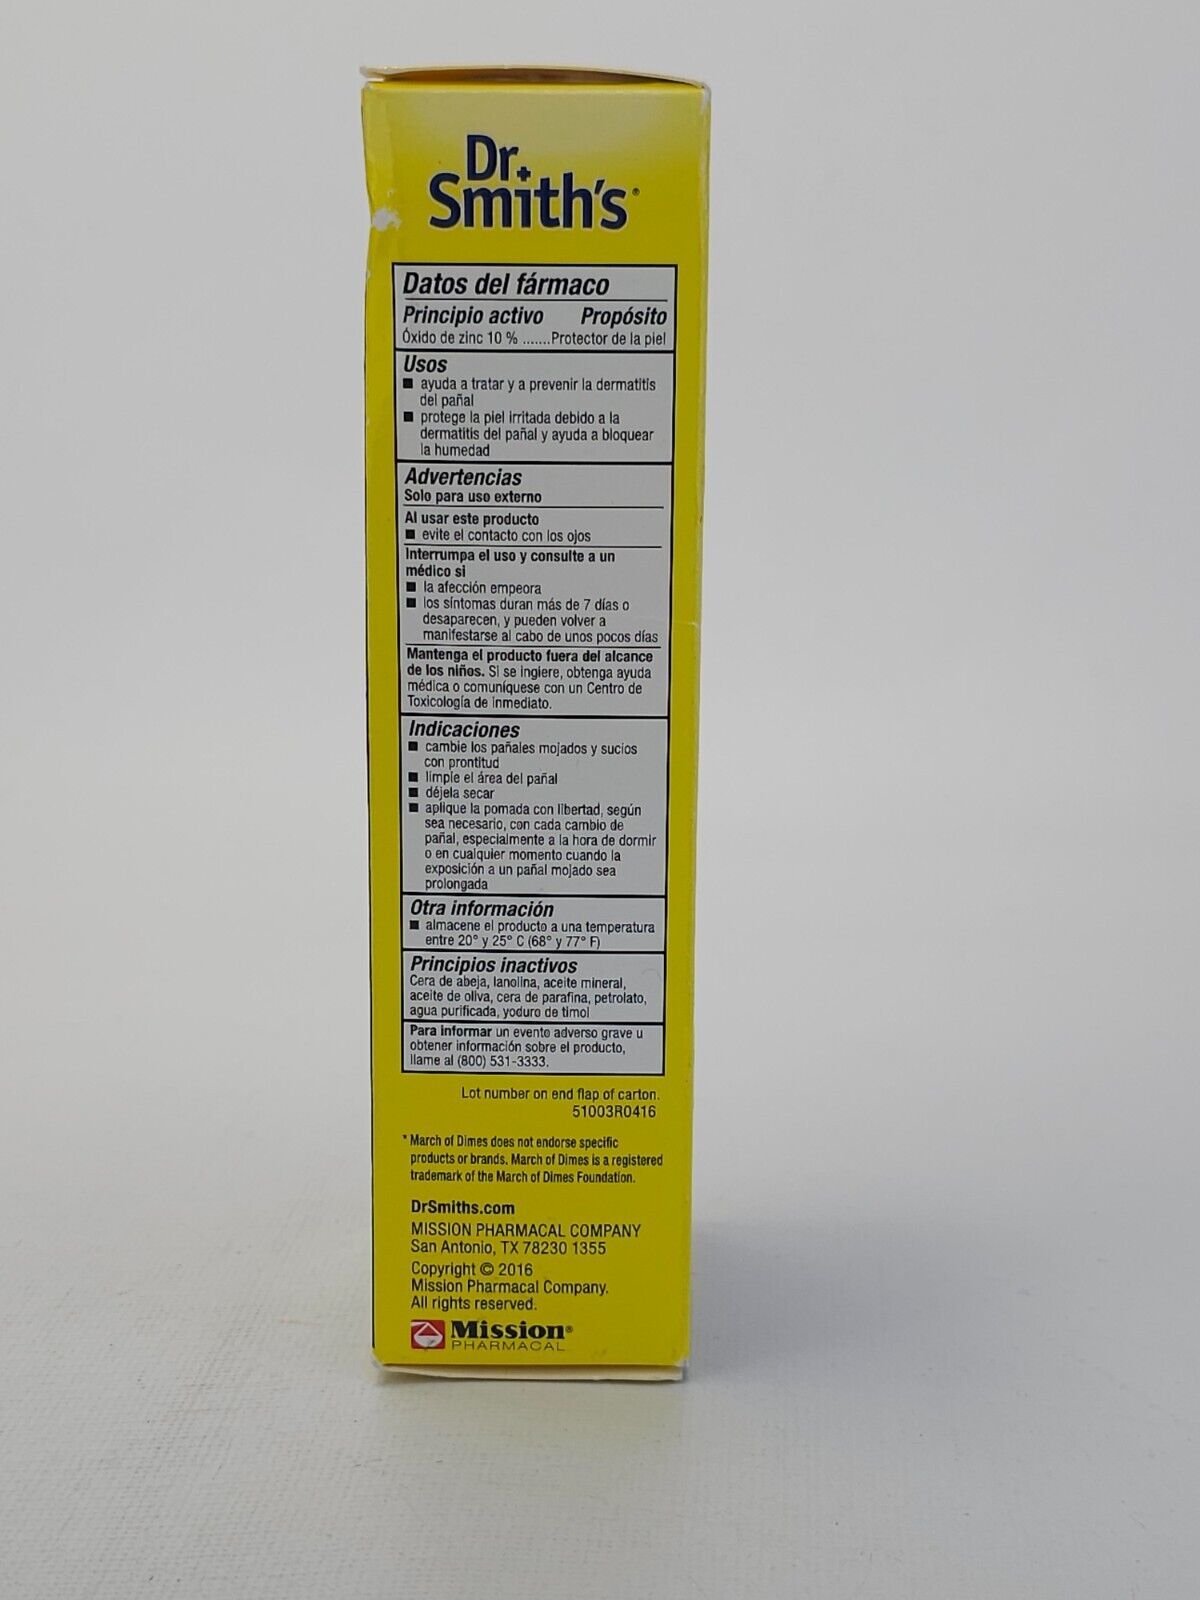 Dr.
Smith's®
Datos del fármaco
Principio activo Propósito
Óxido de zinc 10 % .......Protector de la piel
Usos
■ ayuda a tratar y a prevenir la dermatitis
del pañal
■ protege la piel irritada debido a la
dermatitis del pañal y ayuda a bloquear
la humedad
Advertencias
Solo para uso externo
Al usar este producto
■ evite el contacto con los ojos
Interrumpa el uso y consulte a un
médico si
■ la afección empeora
■ los síntomas duran más de 7 días o
desaparecen, y pueden volver a
manifestarse al cabo de unos pocos días
Mantenga el producto fuera del alcance
de los niños. Si se ingiere, obtenga ayuda
médica o comuníquese con un Centro de
Toxicología de inmediato.
Indicaciones
■ cambie los pañales mojados y sucios
con prontitud
■ limpie el área del pañal
■ déjela secar
■ aplique la pomada con libertad, según
sea necesario, con cada cambio de
pañal, especialmente a la hora de dormir
o en cualquier momento cuando la
exposición a un pañal mojado sea
prolongada
Otra información
■ almacene el producto a una temperatura
entre 20° y 25° C (68° y 77° F)
Principios inactivos
Cera de abeja, lanolina, aceite mineral,
aceite de oliva, cera de parafina, petrolato,
agua purificada, yoduro de timol
Para informar un evento adverso grave u
obtener información sobre el producto,
llame al (800) 531-3333.
Lot number on end flap of carton.
51003R0416
* March of Dimes does not endorse specific
products or brands. March of Dimes is a registered
trademark of the March of Dimes Foundation.
DrSmiths.com
MISSION PHARMACAL COMPANY
San Antonio, TX 78230 1355
Copyright © 2016
Mission Pharmacal Company.
All rights reserved.
Mission®
PHARMACAL